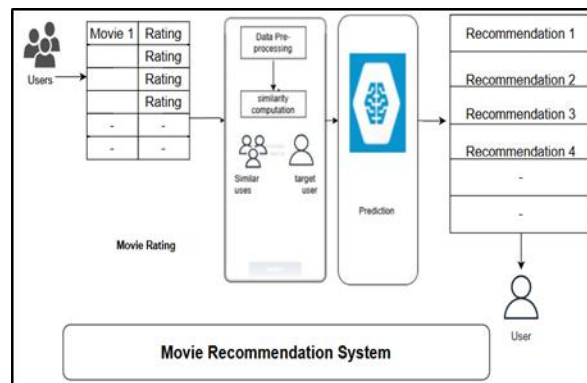 Users
Movie 1 Rating
Rating
Rating
Rating
- -
- -
Movie Rating
Data Pre-
processing
similarity
computation
Similar
uses
target
user
Prediction
Recommendation 1
Recommendation 2
Recommendation 3
Recommendation 4
-
-
User
Movie Recommendation System